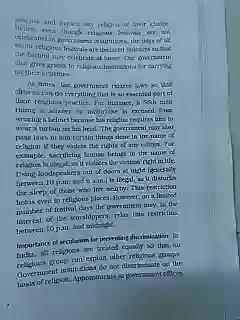 practise and preach any religion of their choice.
Hence, even though religious lessons are not
celebrated in government institutions, the days of all
major religious festivals are declared holidays so that
the faithful may celebrate at home. Our government
also gives grants to religious institutions for carrying
on their activities.
At times, the government relaxes laws so that
citizens can do everything that is an essential part of
their religious practice. For instance, a Sikh man
riding a scooter or motorbike is excused from
wearing a helmet because his religion requires him to
wear a turban on his head. The government may also
pass laws to ban certain things done in the name of
religion if they violate the rights of any citizen. For
example, sacrificing human beings in the name of
religion is illegal, as it violates the victims' right to life.
Using loudspeakers out of doors at night (generally
between 10 p.m. and 6 a.m.) is illegal, as it disturbs
the sleep of those who live nearby. This restriction
holds even in religious places. However, on a limited
number of festival days the government may, in the
interest of the worshippers, relax this restriction
between 10 p.m. and midnight.
Importance of secularism for preventing discrimination In
India, all religions are treated equally so that no
religious group can exploit other religious groups.
Government institutions do not discriminate on the
basis of religion. Appointments in government offices